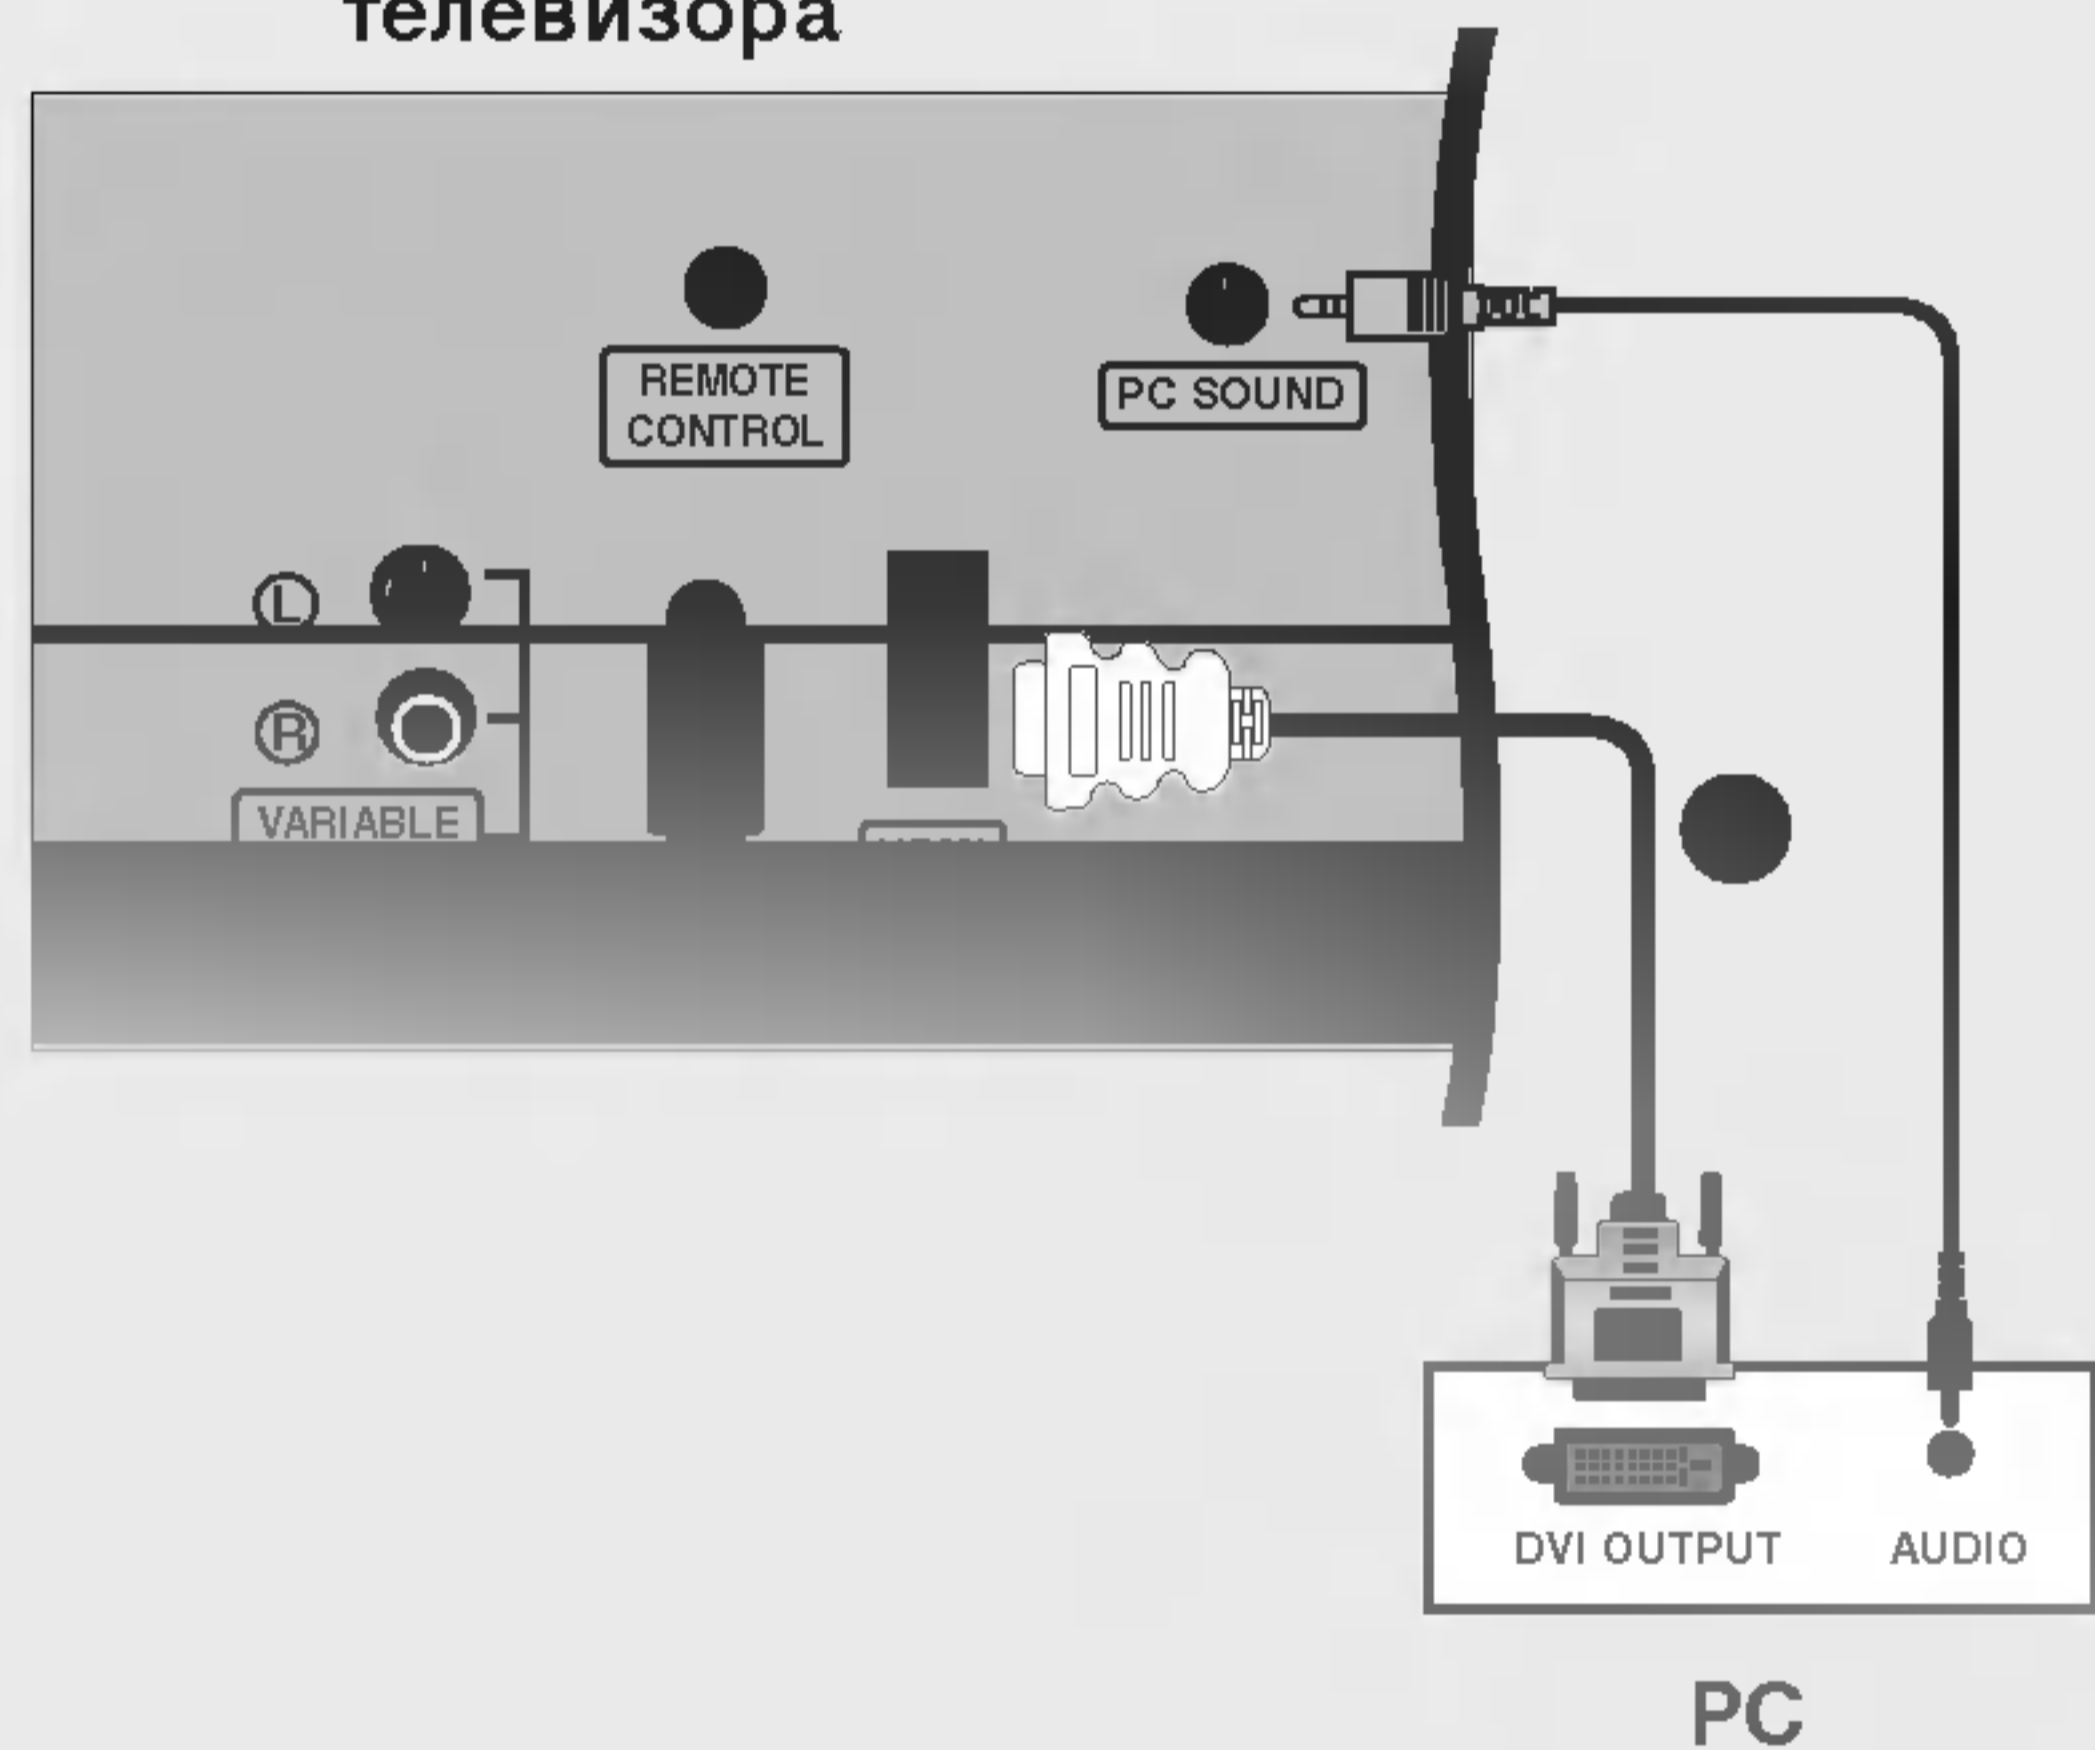 телевизора
REMOTE
CONTROL
PC SOUND
L
R
VARIABLE
DVI OUTPUT
AUDIO
PC